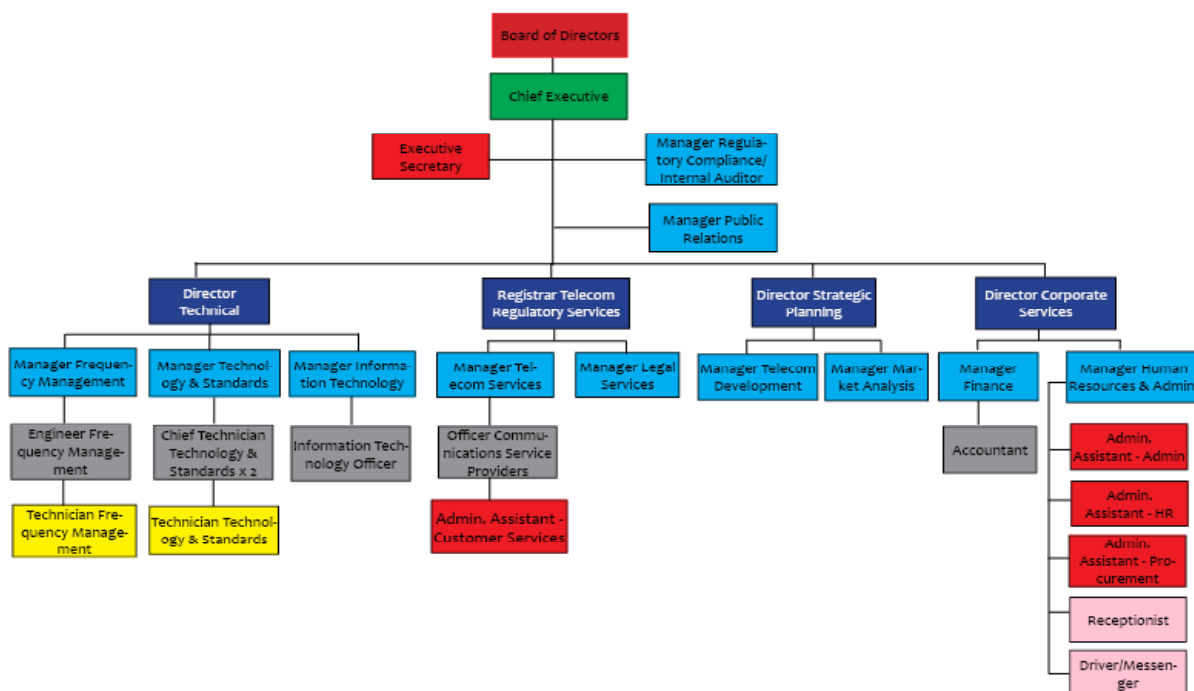 Board of Directors
Chief Executive
Executive
Secretary
Manager Regula-
tory Compliance/
Internal Auditor
Manager Public
Relations
Director
Technical
Registrar Telecom
Regulatory Services
Director Strategic
Planning
Director Corporate
Services
Manager Frequen-
cy Management
Manager Technol-
ogy & Standards
Manager Informa-
tion Technology
Manager Tel-
ecom Services
Manager Legal
Services
Manager Telecom
Development
Manager Mar-
ket Analysis
Manager
Finance
Manager Human
Resources & Admin
Engineer Fre-
quency Manage-
ment
Chief Technician
Technology &
Standards x 2
Information Tech-
nology Officer
Officer Commu-
nications Service
Providers
Accountant
Admin.
Assistant - Admin
Technician Fre-
quency Manage-
ment
Technician Technol-
ogy & Standards
Admin. Assistant -
Customer Services
Admin.
Assistant - HR
Admin.
Assistant - Pro-
curement
Receptionist
Driver/Messen-
ger